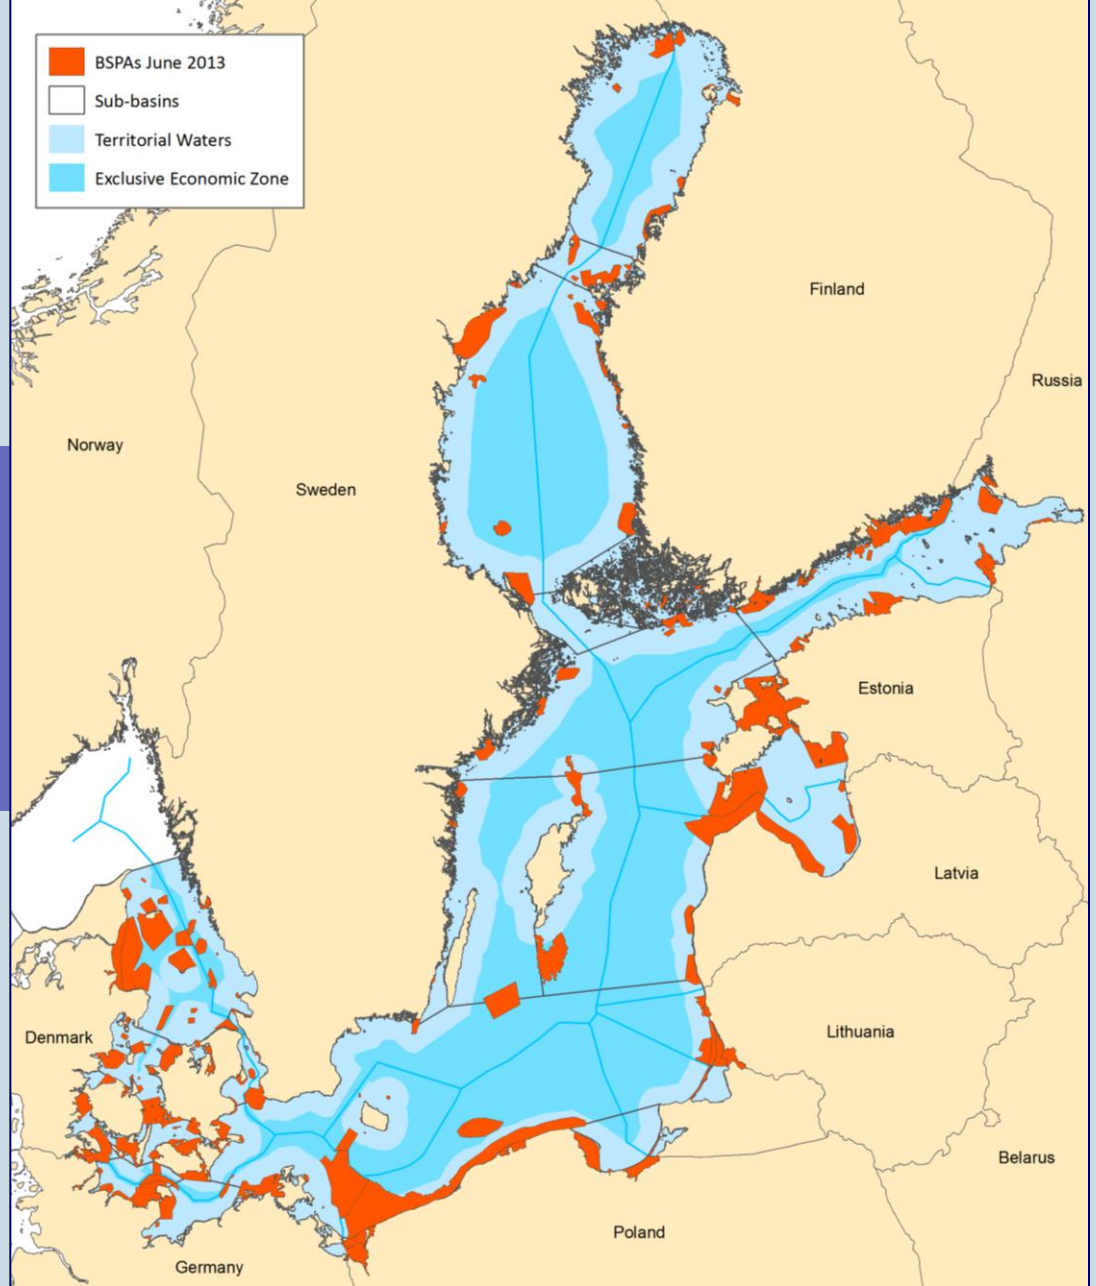 BSPAs June 2013
Sub-basins
Territorial Waters
Exclusive Economic Zone
Finland
Russia
Norway
Sweden
Estonia
Latvia
Denmark
Lithuania
Belarus
Poland
Germany